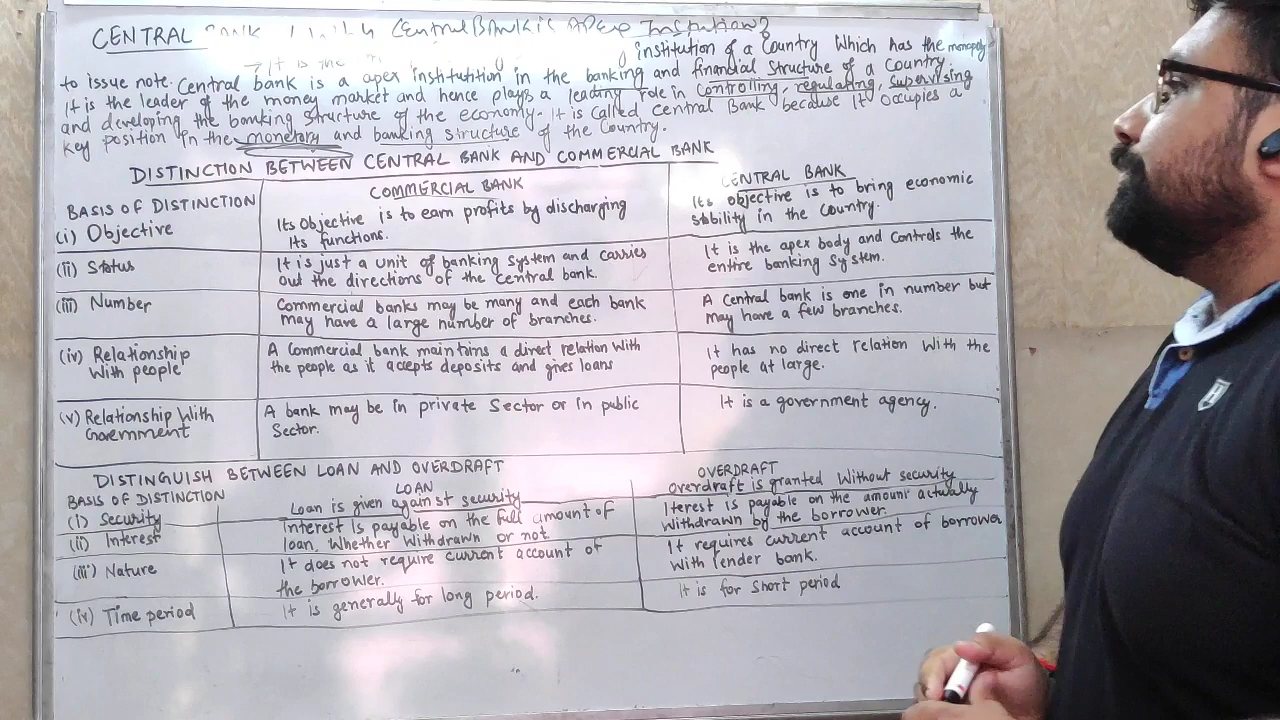 CENTRAL BANK Central Bank is Apex Institution?
→ It is the
institution of a Country Which has the monopoly
to issue note. Central bank is a apex institutition in the banking and financial Structure of a Country.
It is the leader of the money market and hence plays a leading role in Controlling, regulating, Supervising
and developing the banking structure of the economy. It is called Central Bank because it occupies a
key position in the monetary and banking structure of the Country.
DISTINCTION BETWEEN CENTRAL BANK AND COMMERCIAL BANK
BASIS OF DISTINCTION
COMMERCIAL BANK
CENTRAL BANK
(i) Objective
Its Objective is to earn profits by discharging
Its functions.
Its objective is to bring economic
stability in the Country.
(ii) Status
It is just a unit of banking System and carries
out the directions of the Central bank.
It is the apex body and Controls the
entire banking System.
(iii) Number
Commercial banks may be many and each bank
may have a large number of branches.
A Central bank is one in number but
may have a few branches.
(iv) Relationship
With people
A Commercial bank maintains a direct relation With
the people as it accepts deposits and gives loans
It has no direct relation With the
people at large.
(v) Relationship With
Government
A bank may be in private Sector or in public
Sector.
It is a government agency.
DISTINGUISH BETWEEN LOAN AND OVERDRAFT
BASIS OF DISTINCTION
LOAN
OVERDRAFT
(i) Security
Loan is given against security
Overdraft is granted Without security
(ii) Interest
Interest Is payable on the full amount of
loan, Whether Withdrawn or not
Iterest is payable on the amount actually
Withdrawn by the borrower.
(iii) Nature
It does not require current account of
the borrower.
It requires current account of borrower
With lender bank.
(iv) Time period
It is generally for long period.
It is for Short period